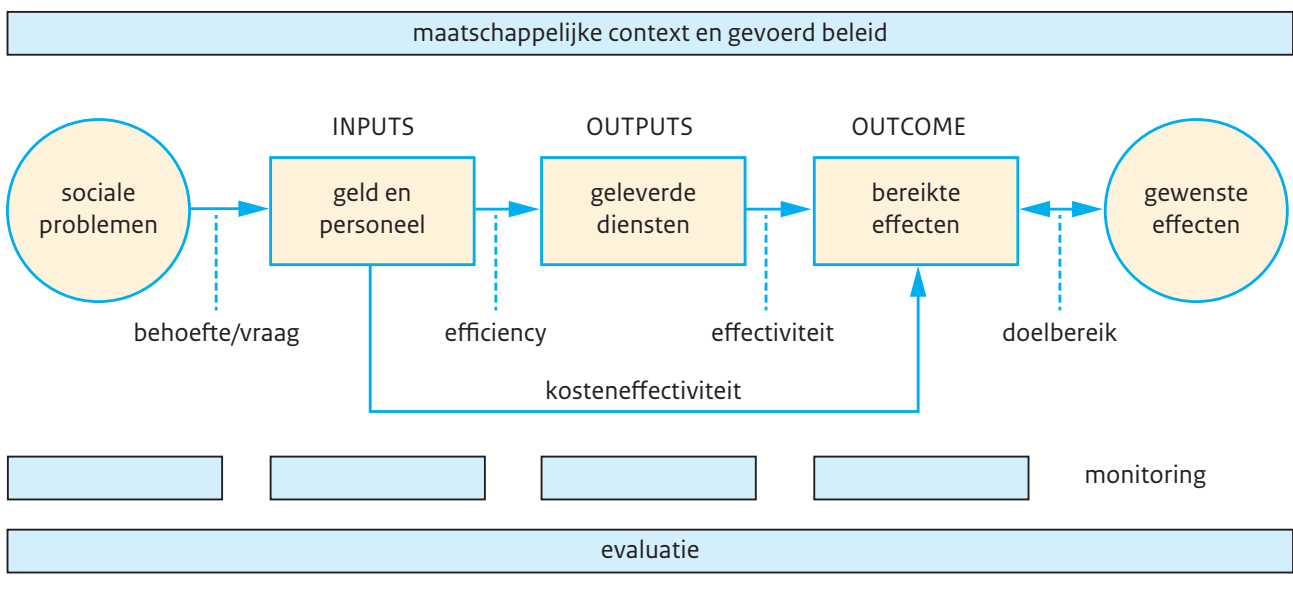 maatschappelijke context en gevoerd beleid
INPUTS
OUTPUTS
OUTCOME
sociale
problemen
geld en
personeel
geleverde
diensten
bereikte
effecten
gewenste
effecten
behoefte/vraag
efficiency
effectiviteit
doelbereik
kosteneffectiviteit
monitoring
evaluatie